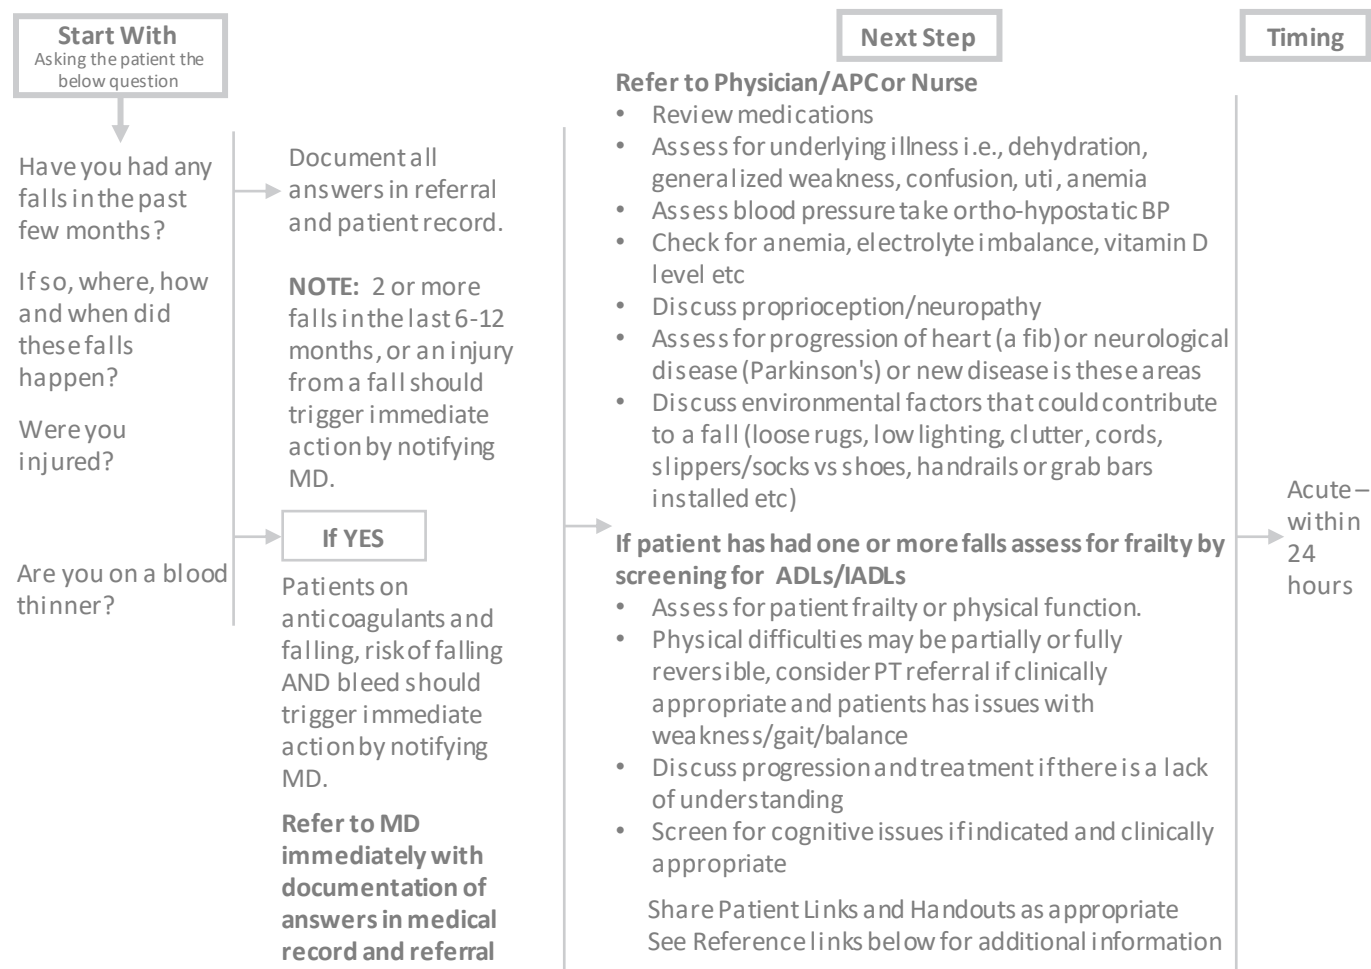 Start With
Asking the patient the
below question
Have you had any
falls in the past
few months?
If so, where, how
and when did
these falls
happen?
Were you
injured?
Are you on a blood
thinner?
Document all
answers in referral
and patient record.
NOTE: 2 or more
falls in the last 6-12
months, or an injury
from a fall should
trigger immediate
action by notifying
MD.
If YES
Patients on
anticoagulants and
falling, risk of falling
AND bleed should
trigger immediate
action by notifying
MD.
Refer to MD
immediately with
documentation of
answers in medical
record and referral
Next Step
Refer to Physician/APC or Nurse
• Review medications
• Assess for underlying illness i.e., dehydration,
generalized weakness, confusion, uti, anemia
• Assess blood pressure take ortho-hypostatic BP
• Check for anemia, electrolyte imbalance, vitamin D
level etc
• Discuss proprioception/neuropathy
• Assess for progression of heart (a fib) or neurological
disease (Parkinson's) or new disease is these areas
• Discuss environmental factors that could contribute
to a fall (loose rugs, low lighting, clutter, cords,
slippers/socks vs shoes, handrails or grab bars
installed etc)
If patient has had one or more falls assess for frailty by
screening for ADLs/IADLs
• Assess for patient frailty or physical function.
• Physical difficulties may be partially or fully
reversible, consider PT referral if clinically
appropriate and patients has issues with
weakness/gait/balance
• Discuss progression and treatment if there is a lack
of understanding
• Screen for cognitive issues if indicated and clinically
appropriate
Share Patient Links and Handouts as appropriate
See Reference links below for additional information
Timing
Acute –
within
24
hours